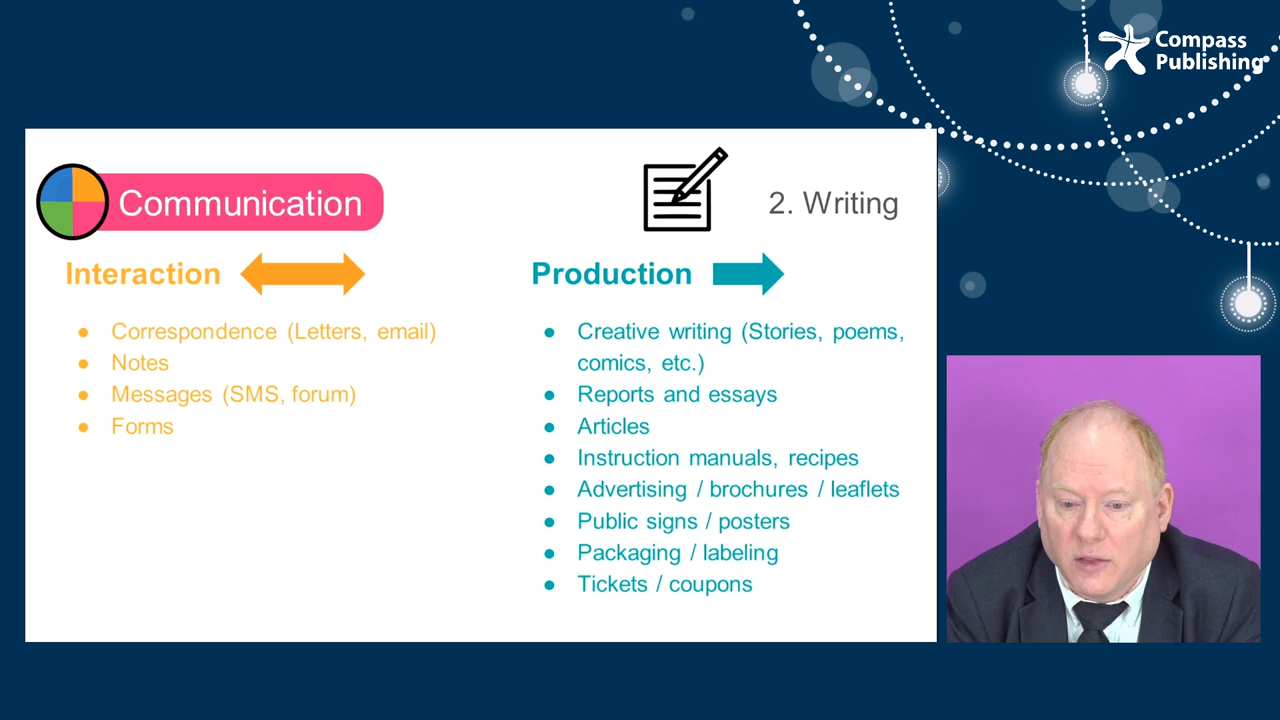 Compass
Publishing
Communication
2. Writing
Interaction
● Correspondence (Letters, email)
● Notes
● Messages (SMS, forum)
● Forms
Production
● Creative writing (Stories, poems,
comics, etc.)
● Reports and essays
● Articles
● Instruction manuals, recipes
● Advertising / brochures / leaflets
● Public signs / posters
● Packaging / labeling
● Tickets / coupons